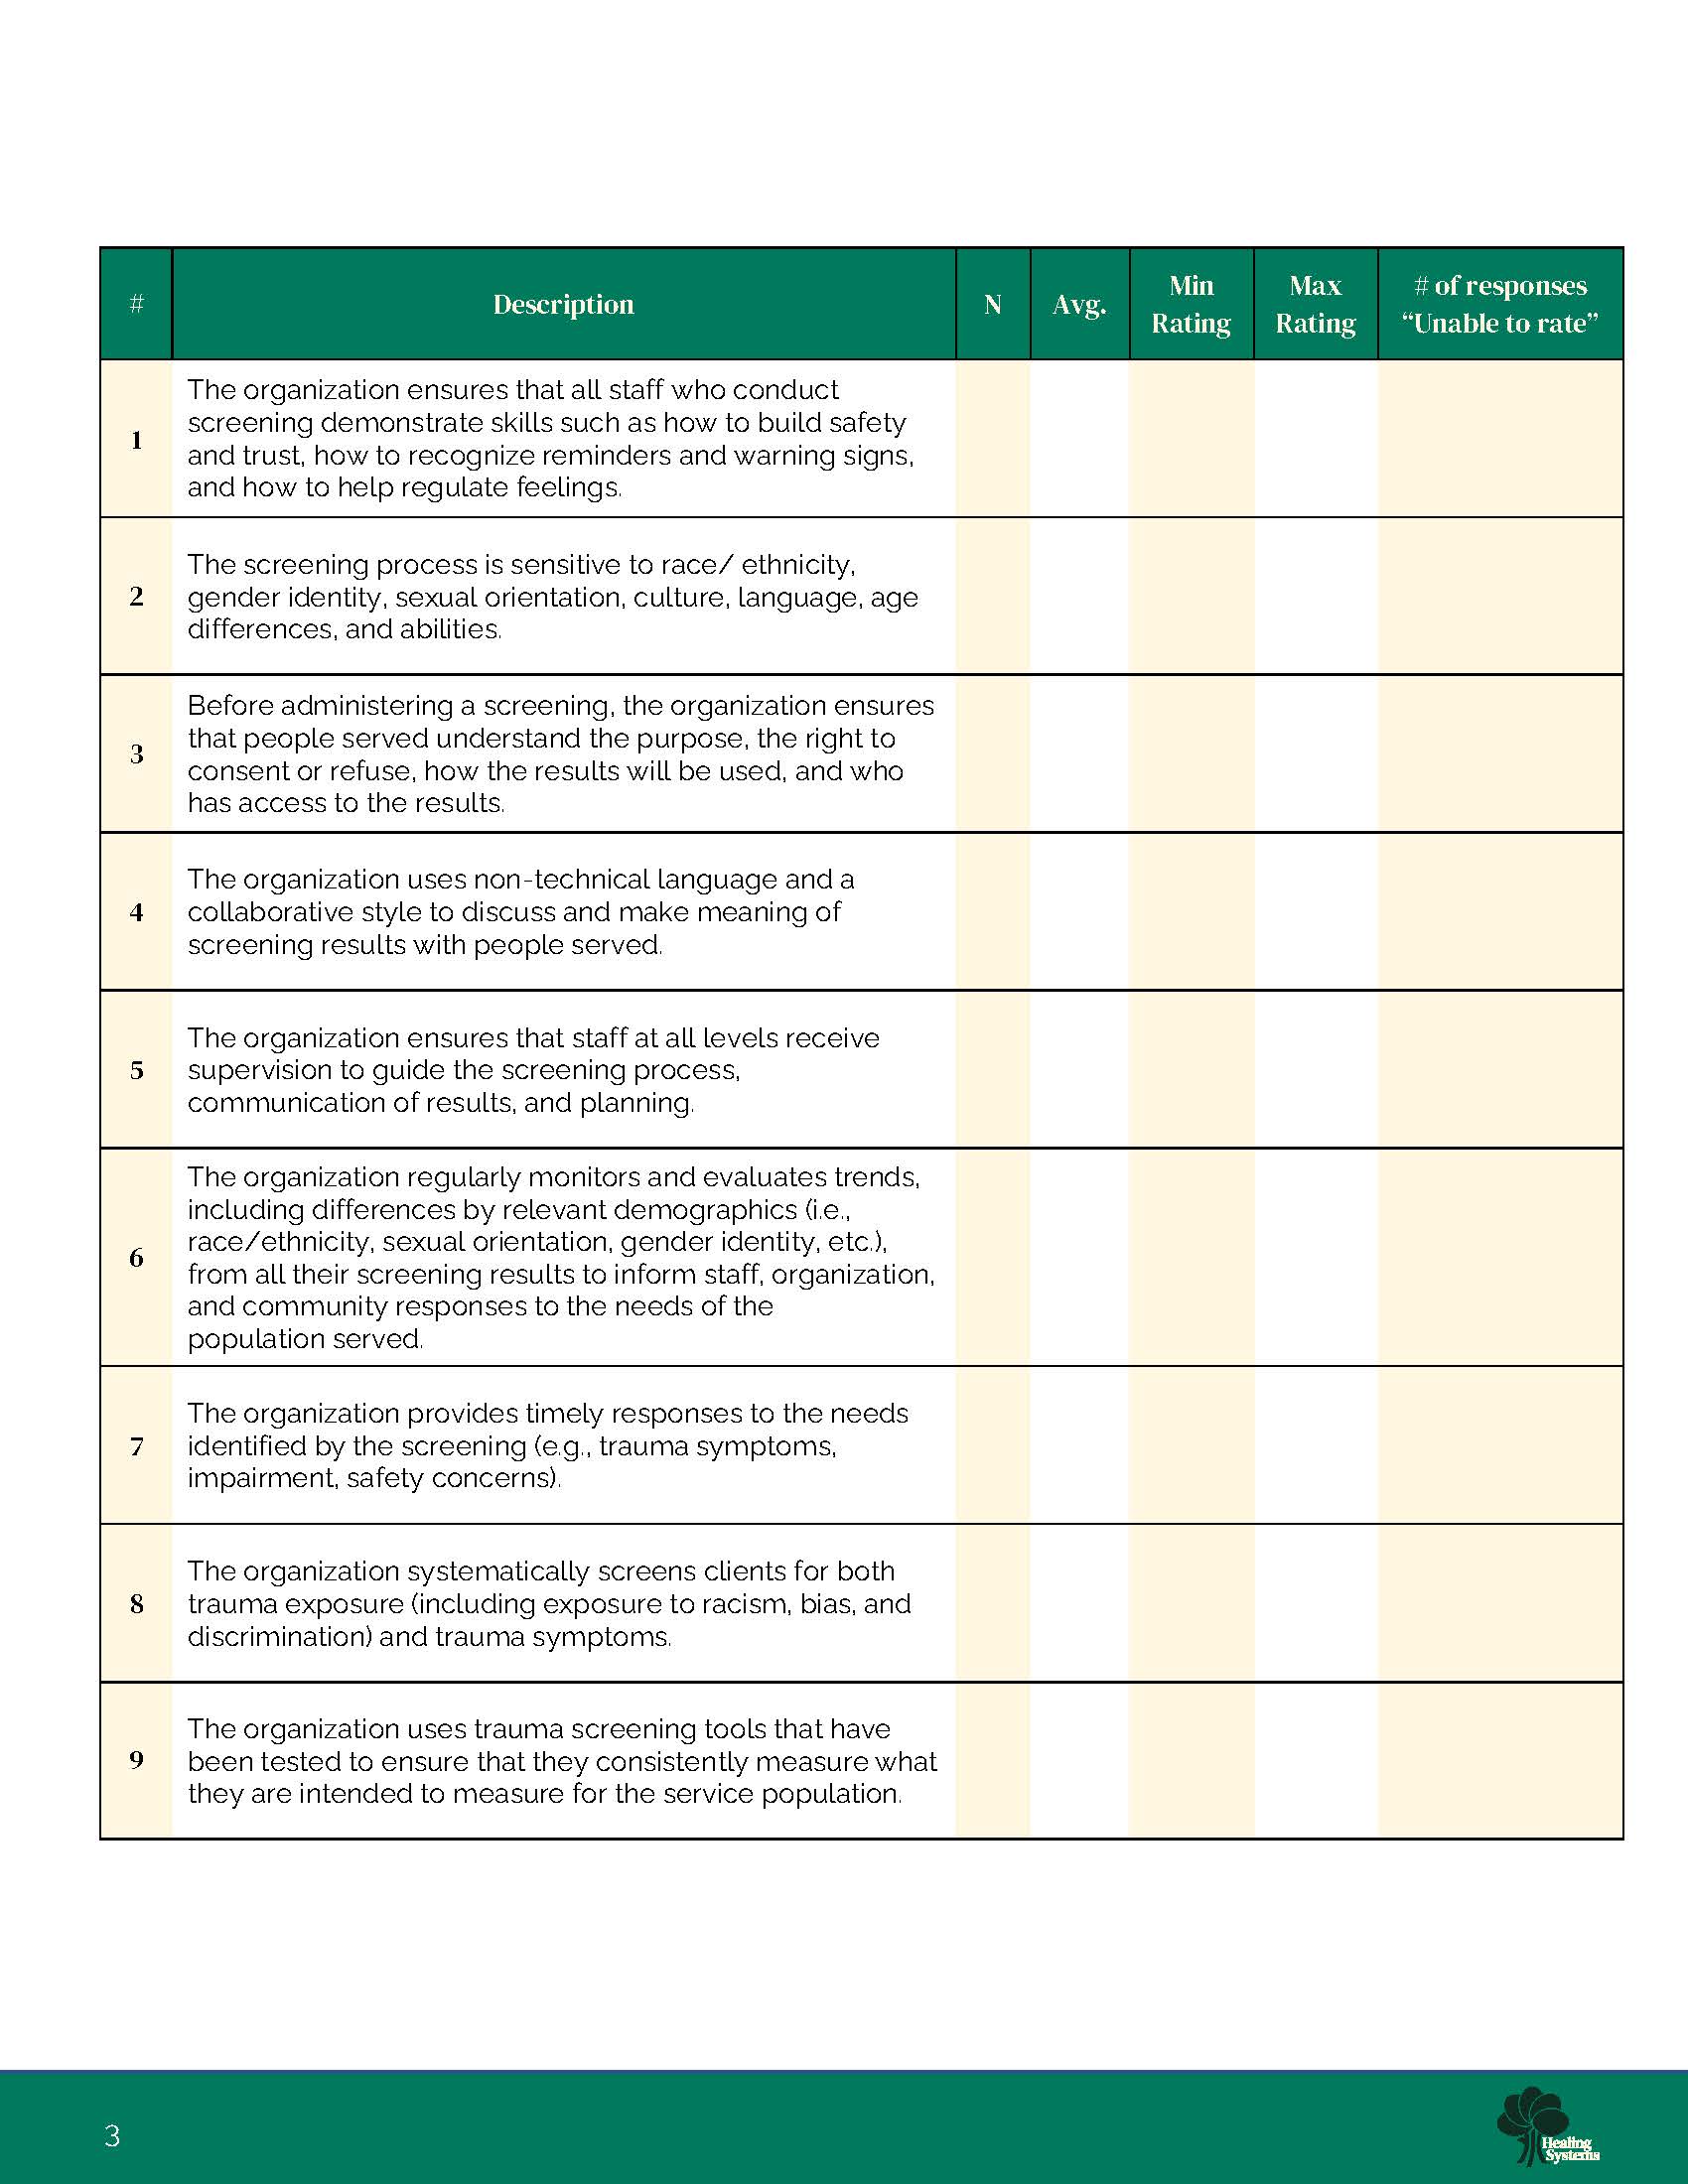 # Description N Avg. Min Rating Max Rating # of responses “Unable to rate”
1
The organization ensures that all staff who conduct
screening demonstrate skills such as how to build safety
and trust, how to recognize reminders and warning signs,
and how to help regulate feelings.
2
The screening process is sensitive to race/ ethnicity,
gender identity, sexual orientation, culture, language, age
differences, and abilities.
3
Before administering a screening, the organization ensures
that people served understand the purpose, the right to
consent or refuse, how the results will be used, and who
has access to the results.
4
The organization uses non-technical language and a
collaborative style to discuss and make meaning of
screening results with people served.
5
The organization ensures that staff at all levels receive
supervision to guide the screening process,
communication of results, and planning.
6
The organization regularly monitors and evaluates trends,
including differences by relevant demographics (i.e.,
race/ethnicity, sexual orientation, gender identity, etc.),
from all their screening results to inform staff, organization,
and community responses to the needs of the
population served.
7
The organization provides timely responses to the needs
identified by the screening (e.g., trauma symptoms,
impairment, safety concerns).
8
The organization systematically screens clients for both
trauma exposure (including exposure to racism, bias, and
discrimination) and trauma symptoms.
9
The organization uses trauma screening tools that have
been tested to ensure that they consistently measure what
they are intended to measure for the service population.
3
Healing
Systems